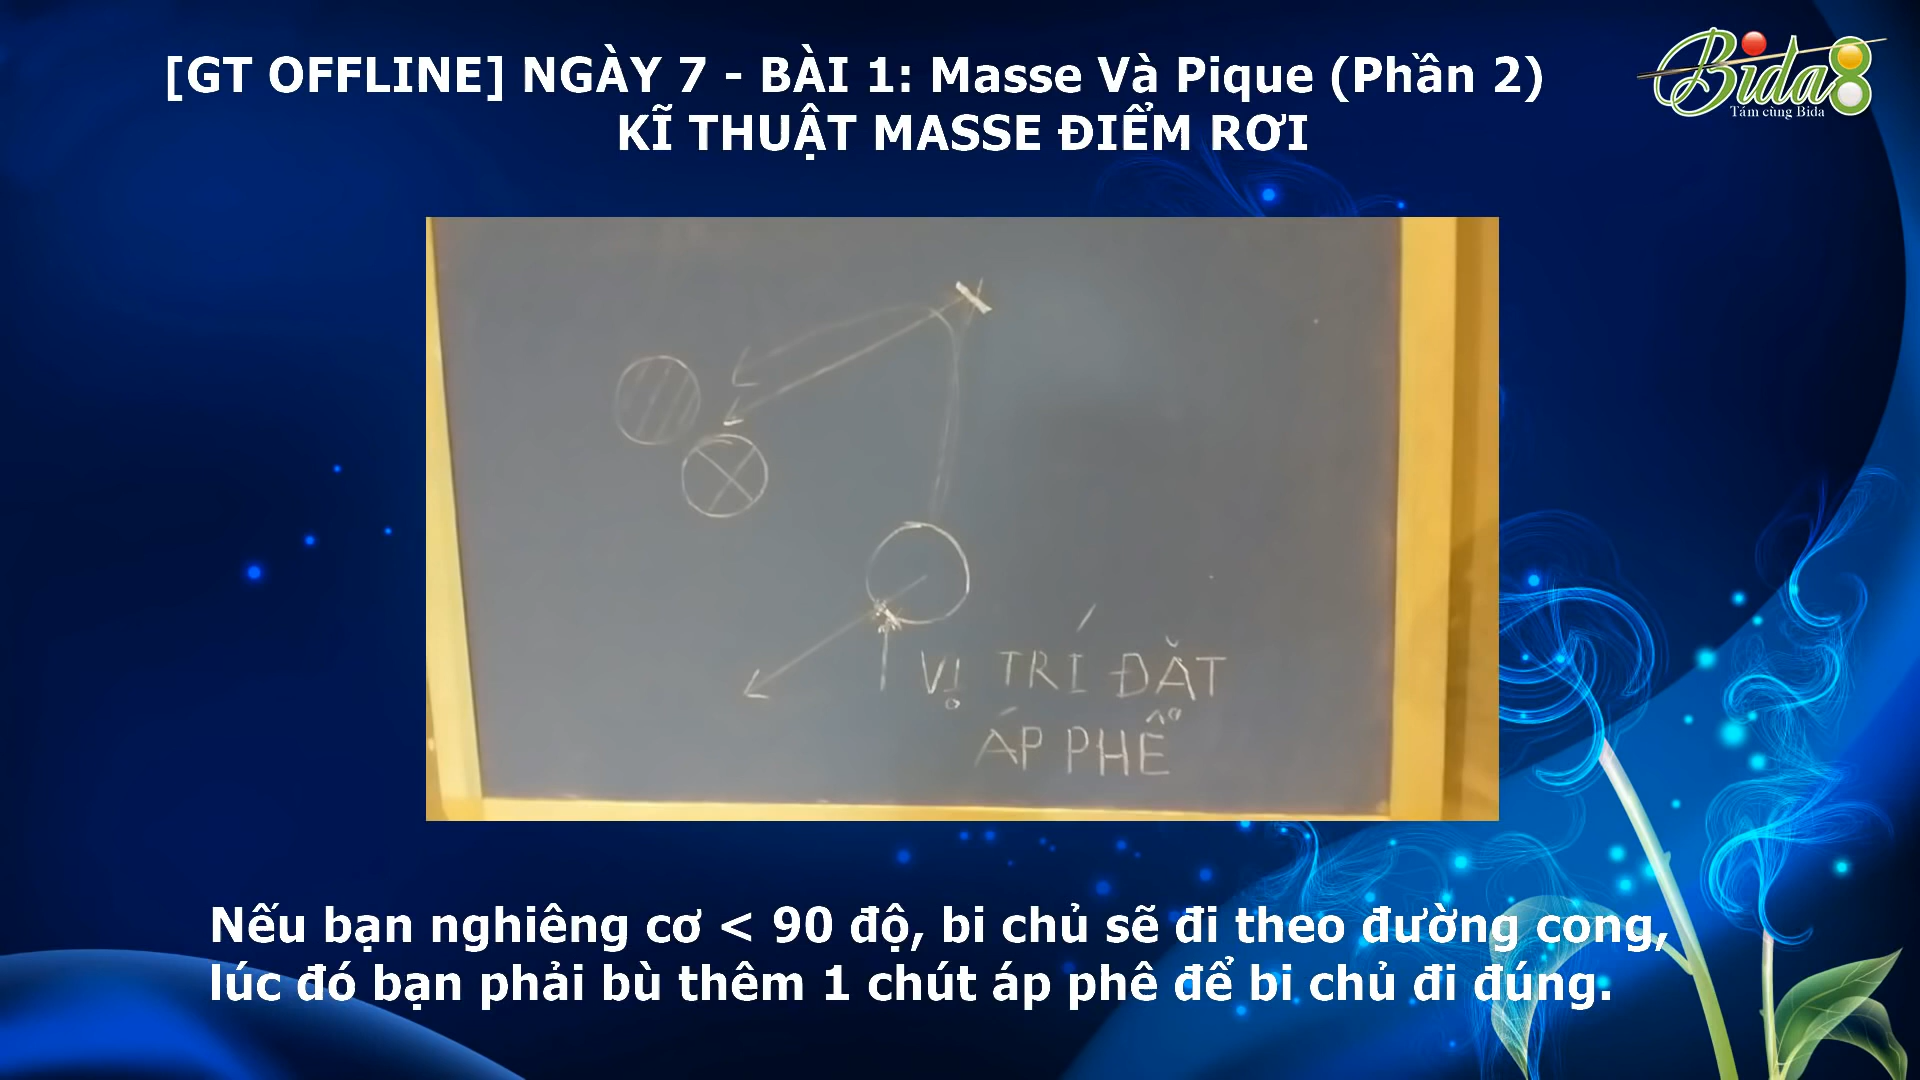 [GT OFFLINE] NGÀY 7 - BÀI 1: Masse Và Pique (Phần 2)
KĨ THUẬT MASSE ĐIỂM RƠI
Bida8
Tám cùng Bida
VỊ TRÍ ĐẶT
ÁP PHÊ
Nếu bạn nghiêng cơ < 90 độ, bi chủ sẽ đi theo đường cong,
lúc đó bạn phải bù thêm 1 chút áp phê để bi chủ đi đúng.